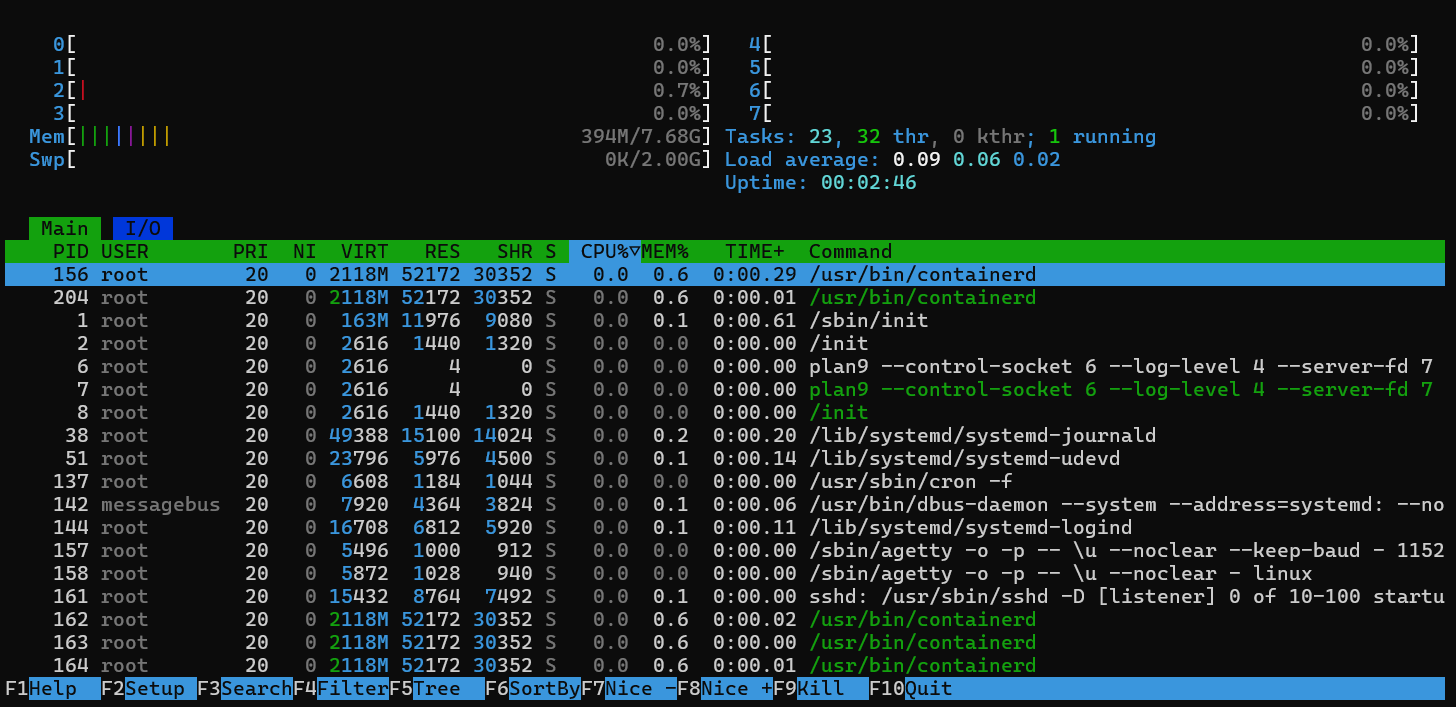 0[ 0.0%] 4[ 0.0%]
1[ 0.0%] 5[ 0.0%]
2[| 0.7%] 6[ 0.0%]
3[ 0.0%] 7[ 0.0%]
Mem[|||||||| 394M/7.68G] Tasks: 23, 32 thr, 0 kthr; 1 running
Swp[ 0K/2.00G] Load average: 0.09 0.06 0.02
Uptime: 00:02:46
Main I/O
PID USER PRI NI VIRT RES SHR S CPU%▽MEM% TIME+ Command
156 root 20 0 2118M 52172 30352 S 0.0 0.6 0:00.29 /usr/bin/containerd
204 root 20 0 2118M 52172 30352 S 0.0 0.6 0:00.01 /usr/bin/containerd
1 root 20 0 163M 11976 9080 S 0.0 0.1 0:00.61 /sbin/init
2 root 20 0 2616 1440 1320 S 0.0 0.0 0:00.00 /init
6 root 20 0 2616 4 0 S 0.0 0.0 0:00.00 plan9 --control-socket 6 --log-level 4 --server-fd 7
7 root 20 0 2616 4 0 S 0.0 0.0 0:00.00 plan9 --control-socket 6 --log-level 4 --server-fd 7
8 root 20 0 2616 1440 1320 S 0.0 0.0 0:00.00 /init
38 root 20 0 49388 15100 14024 S 0.0 0.2 0:00.20 /lib/systemd/systemd-journald
51 root 20 0 23796 5976 4500 S 0.0 0.1 0:00.14 /lib/systemd/systemd-udevd
137 root 20 0 6608 1184 1044 S 0.0 0.0 0:00.00 /usr/sbin/cron -f
142 messagebus 20 0 7920 4364 3824 S 0.0 0.1 0:00.06 /usr/bin/dbus-daemon --system --address=systemd: --no
144 root 20 0 16708 6812 5920 S 0.0 0.1 0:00.11 /lib/systemd/systemd-logind
157 root 20 0 5496 1000 912 S 0.0 0.0 0:00.00 /sbin/agetty -o -p -- \u --noclear --keep-baud - 1152
158 root 20 0 5872 1028 940 S 0.0 0.0 0:00.00 /sbin/agetty -o -p -- \u --noclear - linux
161 root 20 0 15432 8764 7492 S 0.0 0.1 0:00.00 sshd: /usr/sbin/sshd -D [listener] 0 of 10-100 startu
162 root 20 0 2118M 52172 30352 S 0.0 0.6 0:00.02 /usr/bin/containerd
163 root 20 0 2118M 52172 30352 S 0.0 0.6 0:00.00 /usr/bin/containerd
164 root 20 0 2118M 52172 30352 S 0.0 0.6 0:00.01 /usr/bin/containerd
F1Help F2Setup F3SearchF4FilterF5Tree F6SortByF7Nice -F8Nice +F9Kill F10Quit